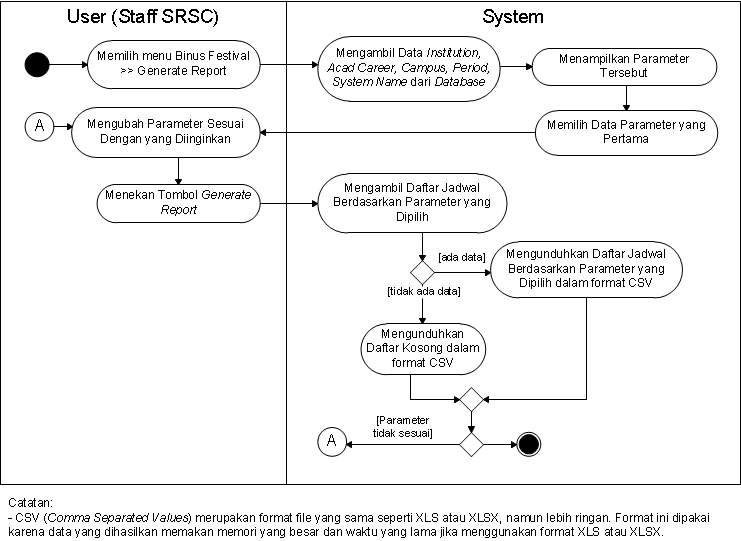 User (Staff SRSC)
System
Memilih menu Binus Festival
>> Generate Report
Mengambil Data Institution,
Acad Career, Campus, Period,
System Name dari Database
Menampilkan Parameter
Tersebut
A
Mengubah Parameter Sesuai
Dengan yang Diinginkan
Memilih Data Parameter yang
Pertama
Menekan Tombol Generate
Report
Mengambil Daftar Jadwal
Berdasarkan Parameter yang
Dipilih
[ada data]
Mengunduhkan Daftar Jadwal
Berdasarkan Parameter yang
Dipilih dalam format CSV
[tidak ada data]
Mengunduhkan
Daftar Kosong dalam
format CSV
[Parameter
tidak sesuai]
A
Catatan:
- CSV (Comma Separated Values) merupakan format file yang sama seperti XLS atau XLSX, namun lebih ringan. Format ini dipakai
karena data yang dihasilkan memakan memori yang besar dan waktu yang lama jika menggunakan format XLS atau XLSX.